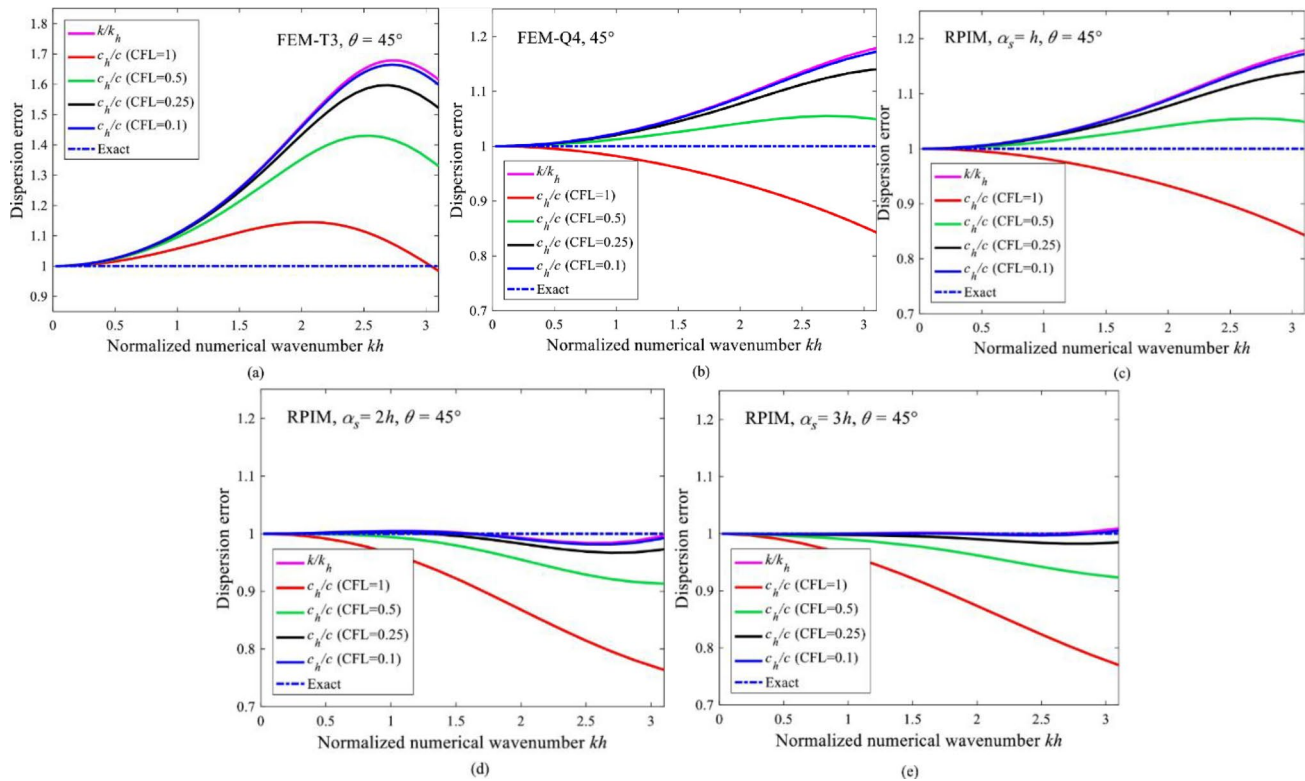 1.8
1.7
1.6
1.5
1.4
1.3
1.2
1.1
1
0.9
Dispersion error
k/k_h
c_h/c (CFL=1)
c_h/c (CFL=0.5)
c_h/c (CFL=0.25)
c_h/c (CFL=0.1)
Exact
FEM-T3, θ = 45°
0 0.5 1 1.5 2 2.5 3
Normalized numerical wavenumber kh
(a)
1.2
1.1
1
0.9
0.8
0.7
Dispersion error
FEM-Q4, 45°
k/k_h
c_h/c (CFL=1)
c_h/c (CFL=0.5)
c_h/c (CFL=0.25)
c_h/c (CFL=0.1)
Exact
0 0.5 1 1.5 2 2.5 3
Normalized numerical wavenumber kh
(b)
1.2
1.1
1
0.9
0.8
0.7
Dispersion error
RPIM, α_s= h, θ = 45°
k/k_h
c_h/c (CFL=1)
c_h/c (CFL=0.5)
c_h/c (CFL=0.25)
c_h/c (CFL=0.1)
Exact
0 0.5 1 1.5 2 2.5 3
Normalized numerical wavenumber kh
(c)
1.2
1.1
1
0.9
0.8
0.7
Dispersion error
RPIM, α_s= 2h, θ = 45°
k/k_h
c_h/c (CFL=1)
c_h/c (CFL=0.5)
c_h/c (CFL=0.25)
c_h/c (CFL=0.1)
Exact
0 0.5 1 1.5 2 2.5 3
Normalized numerical wavenumber kh
(d)
1.2
1.1
1
0.9
0.8
0.7
Dispersion error
RPIM, α_s= 3h, θ = 45°
k/k_h
c_h/c (CFL=1)
c_h/c (CFL=0.5)
c_h/c (CFL=0.25)
c_h/c (CFL=0.1)
Exact
0 0.5 1 1.5 2 2.5 3
Normalized numerical wavenumber kh
(e)